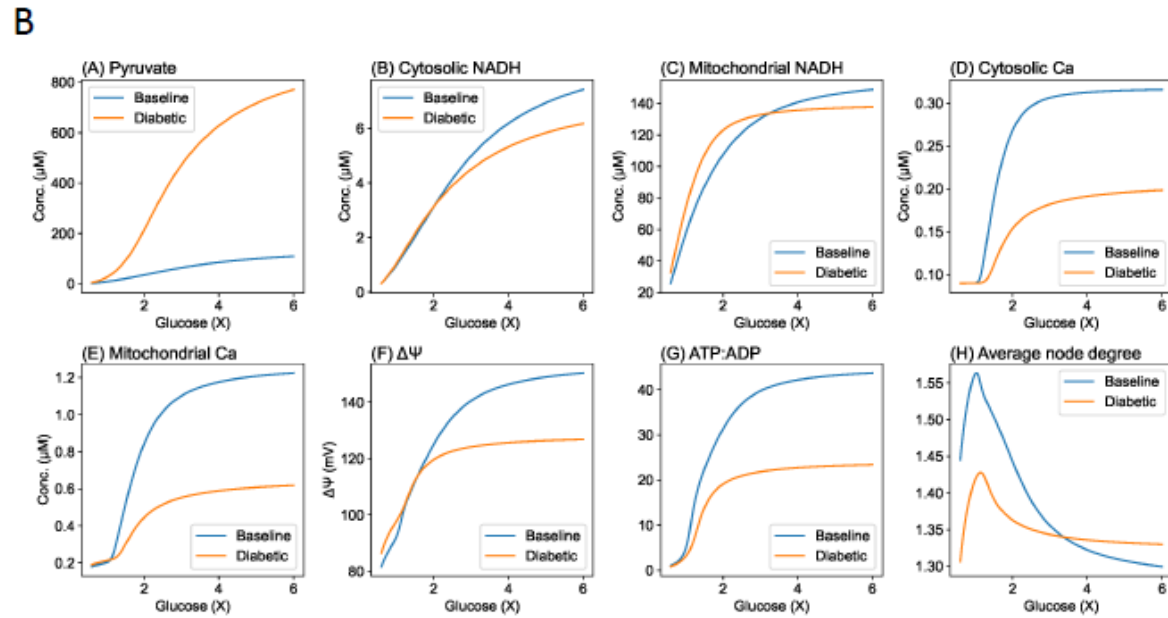 B
(A) Pyruvate
800
600
400
200
0
Conc. (μM)
Baseline
Diabetic
2
4
6
Glucose (X)
(B) Cytosolic NADH
6
4
2
0
Conc. (μM)
Baseline
Diabetic
2
4
6
Glucose (X)
(C) Mitochondrial NADH
140
120
100
80
60
40
20
Conc. (μM)
Baseline
Diabetic
2
4
6
Glucose (X)
(D) Cytosolic Ca
0.30
0.25
0.20
0.15
0.10
Conc. (μM)
Baseline
Diabetic
2
4
6
Glucose (X)
(E) Mitochondrial Ca
1.2
1.0
0.8
0.6
0.4
0.2
Conc. (μM)
Baseline
Diabetic
2
4
6
Glucose (X)
(F) ΔΨ
140
120
100
80
ΔΨ (mV)
Baseline
Diabetic
2
4
6
Glucose (X)
(G) ATP:ADP
40
30
20
10
0
Baseline
Diabetic
2
4
6
Glucose (X)
(H) Average node degree
1.55
1.50
1.45
1.40
1.35
1.30
Baseline
Diabetic
2
4
6
Glucose (X)